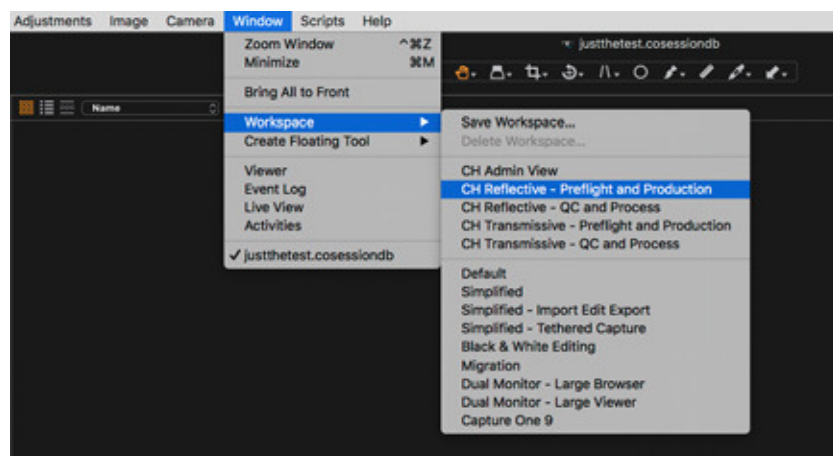 Adjustments Image Camera Window Scripts Help
justthetest.cosessiondb
Name
Zoom Window ^⌘Z
Minimize ⌘M
Bring All to Front
Workspace
Create Floating Tool
Viewer
Event Log
Live View
Activities
✓ justthetest.cosessiondb
Save Workspace...
Delete Workspace...
CH Admin View
CH Reflective - Preflight and Production
CH Reflective - QC and Process
CH Transmissive - Preflight and Production
CH Transmissive - QC and Process
Default
Simplified
Simplified - Import Edit Export
Simplified - Tethered Capture
Black & White Editing
Migration
Dual Monitor - Large Browser
Dual Monitor - Large Viewer
Capture One 9